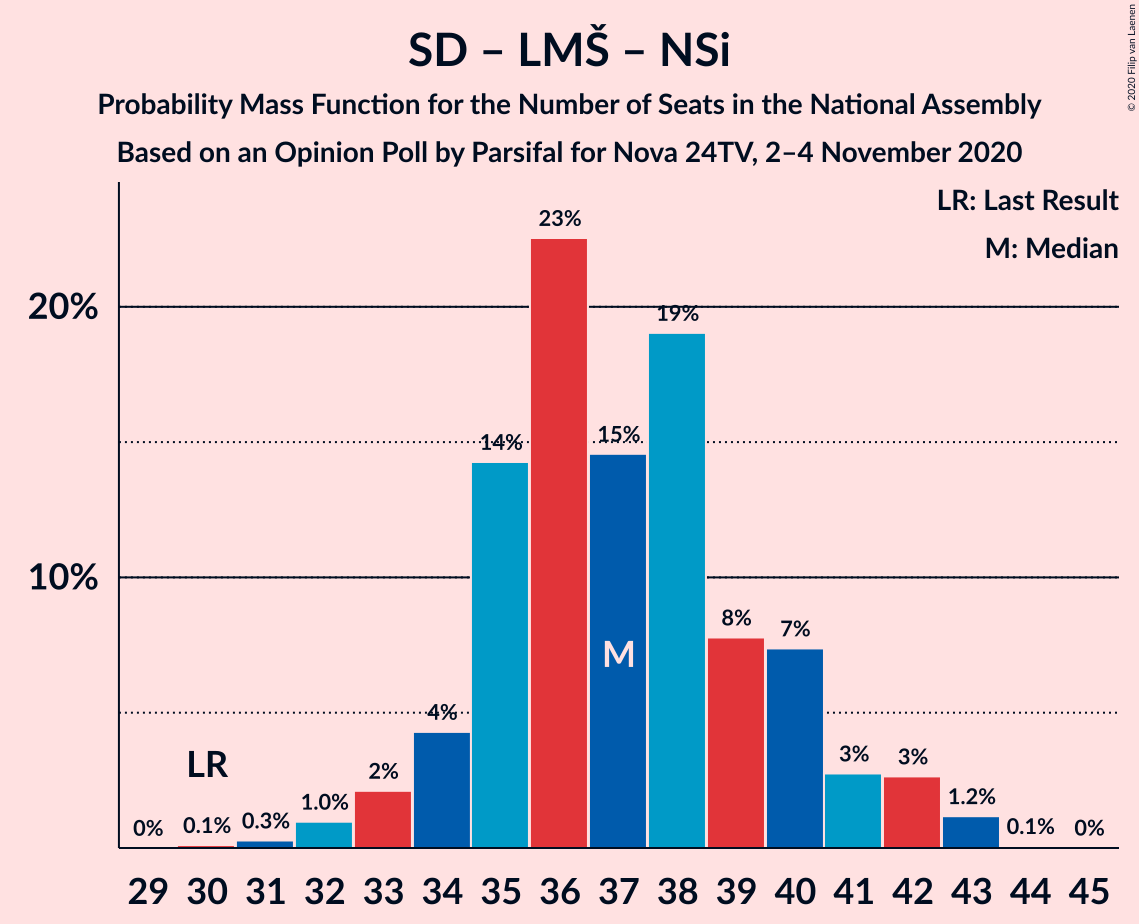 SD – LMŠ – NSi
Probability Mass Function for the Number of Seats in the National Assembly
Based on an Opinion Poll by Parsifal for Nova 24TV, 2–4 November 2020
© 2020 Filip van Laenen
LR: Last Result
M: Median
20%
10%
0%
0.1%
0.3%
1.0%
2%
4%
14%
23%
15%
19%
8%
7%
3%
3%
1.2%
0.1%
0%
LR
M
29 30 31 32 33 34 35 36 37 38 39 40 41 42 43 44 45